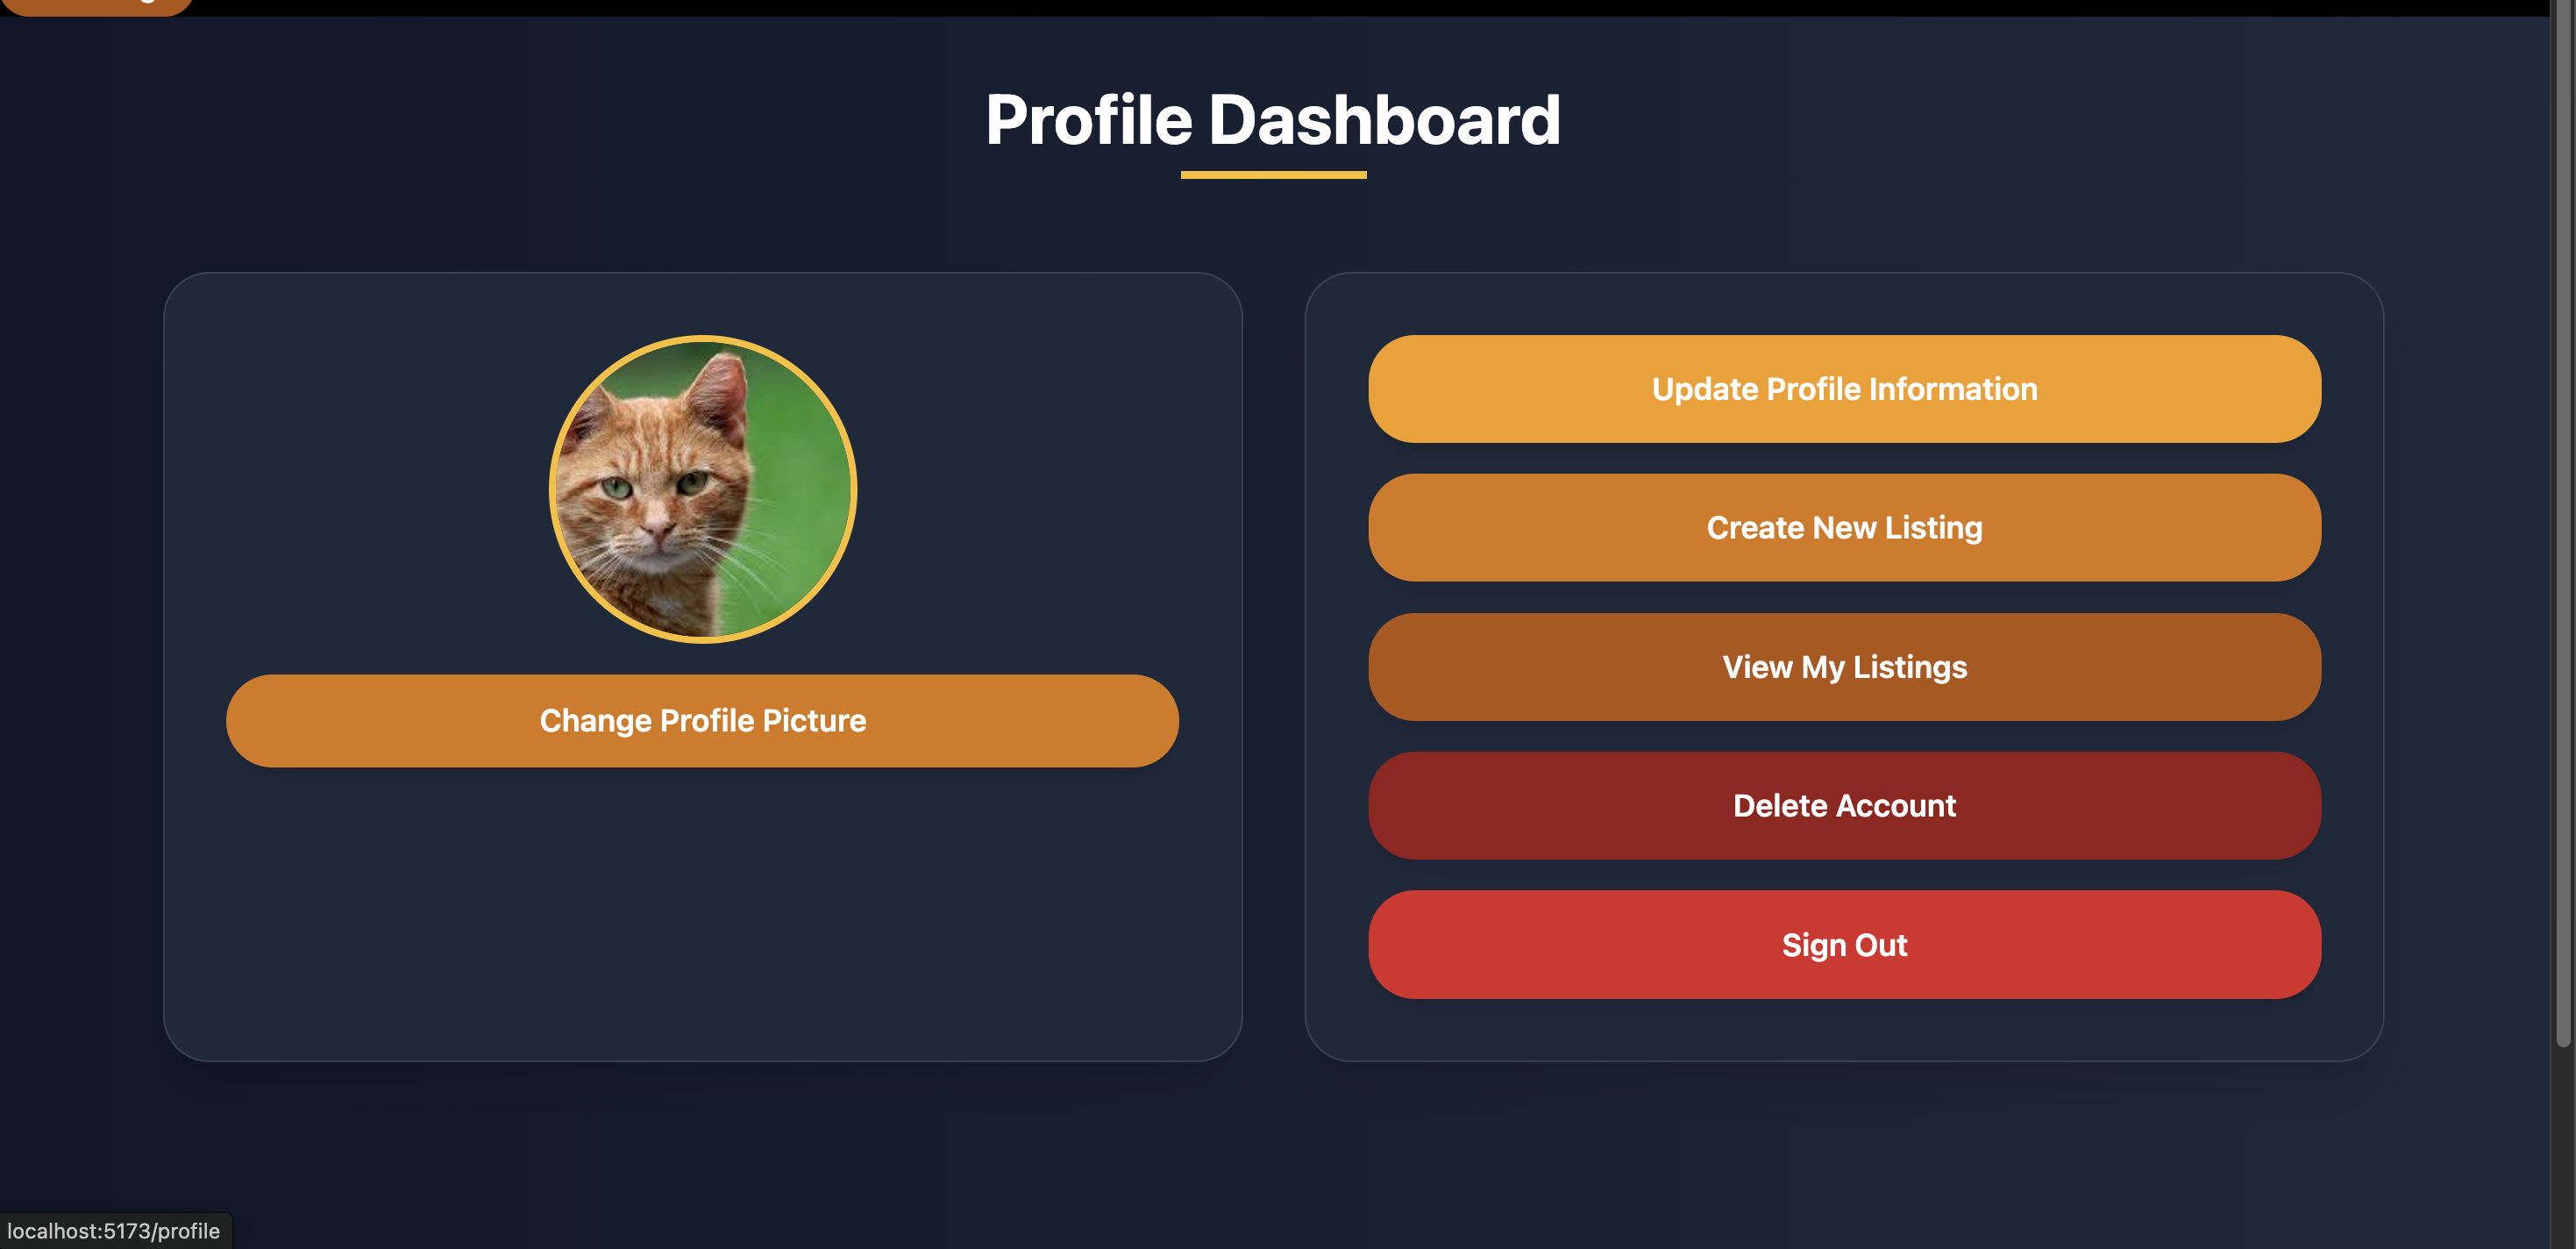 Profile Dashboard
Change Profile Picture
Update Profile Information
Create New Listing
View My Listings
Delete Account
Sign Out
localhost:5173/profile